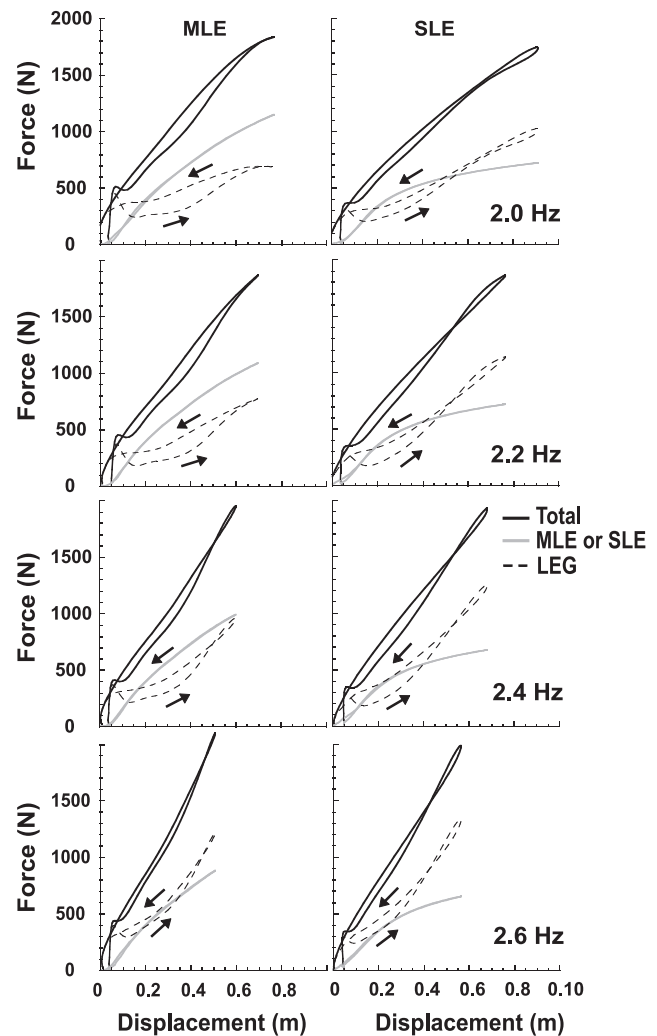 MLE SLE
2000
1500
1000
500
0
Force (N)
2.0 Hz
1500
1000
500
0
Force (N)
2.2 Hz
1500
1000
500
0
Force (N)
Total
MLE or SLE
LEG
2.4 Hz
1500
1000
500
0
Force (N)
2.6 Hz
0 0.2 0.4 0.6 0.8 0 0.2 0.4 0.6 0.8 0.10
Displacement (m) Displacement (m)